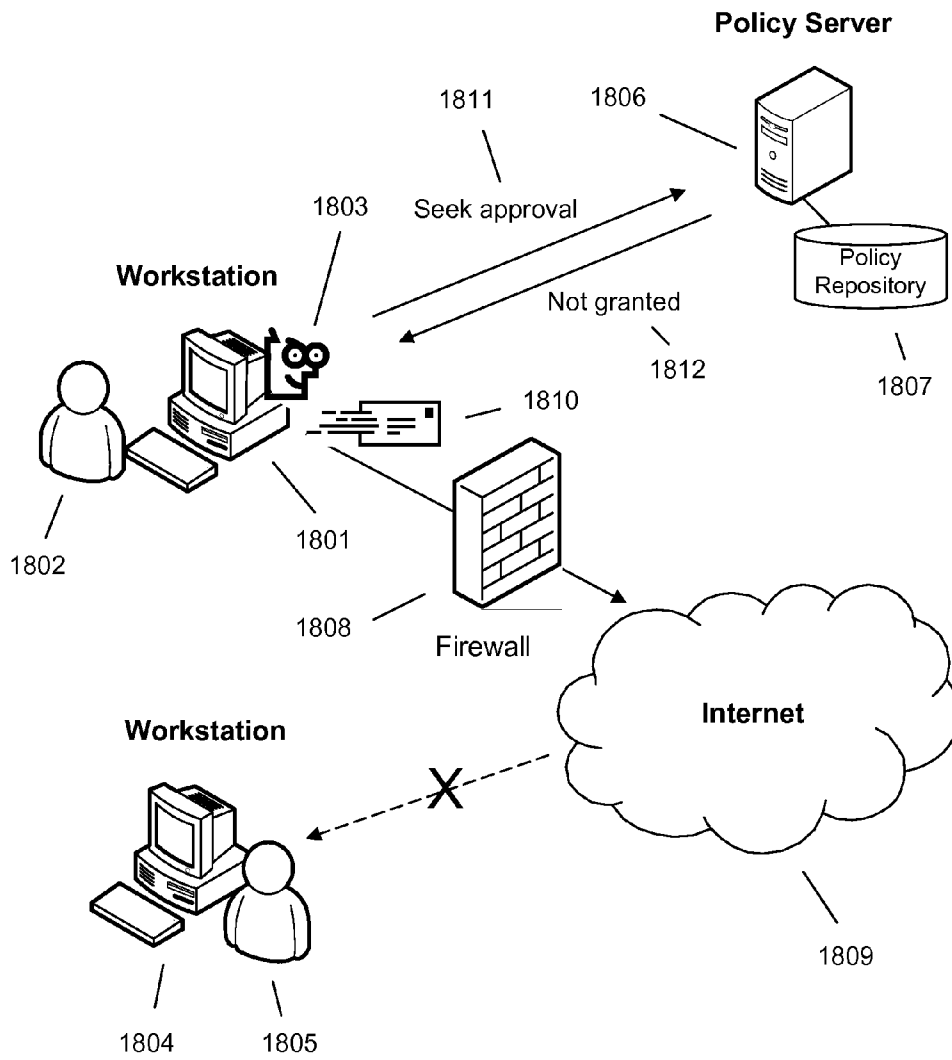 Policy Server
1811
1806
1803
Seek approval
Workstation
Policy
Repository
Not granted
1812
1807
1810
1801
1802
1808
Firewall
Internet
Workstation
X
1809
1804
1805